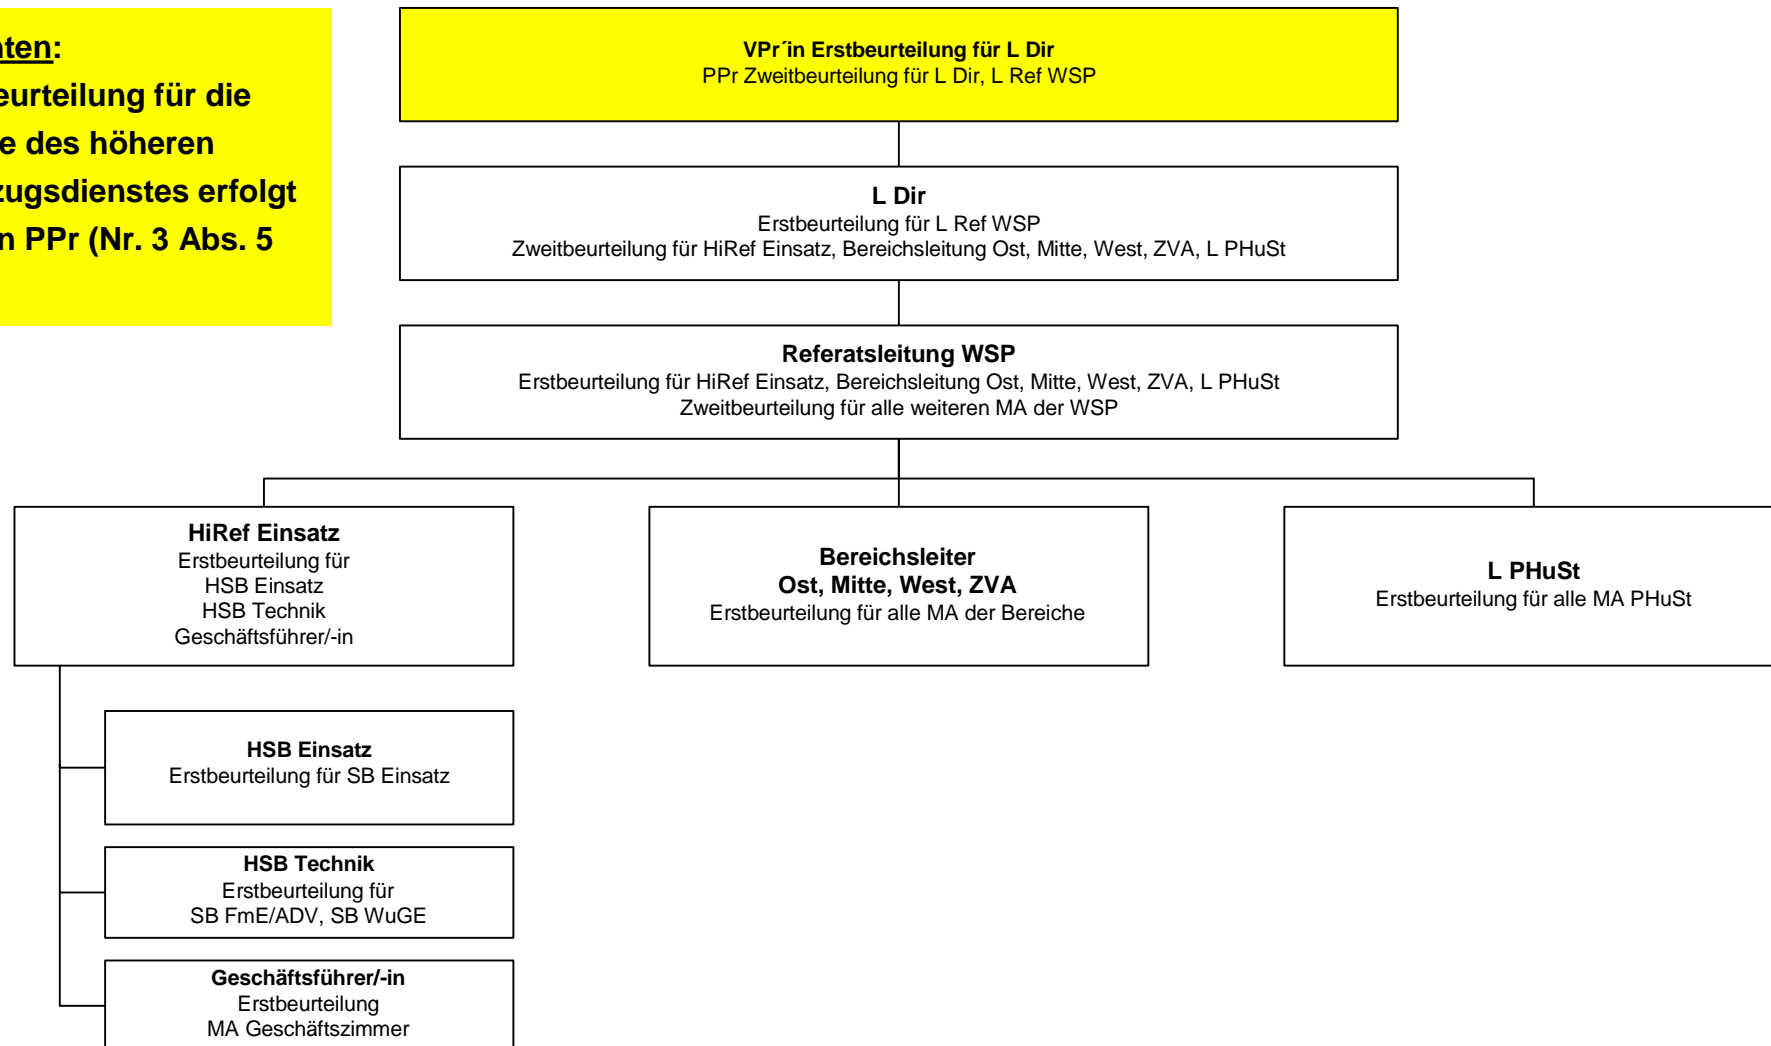 nten:
eurteilung für die
e des höheren
zugsdienstes erfolgt
n PPr (Nr. 3 Abs. 5
VPr´in Erstbeurteilung für L Dir
PPr Zweitbeurteilung für L Dir, L Ref WSP
L Dir
Erstbeurteilung für L Ref WSP
Zweitbeurteilung für HiRef Einsatz, Bereichsleitung Ost, Mitte, West, ZVA, L PHuSt
Referatsleitung WSP
Erstbeurteilung für HiRef Einsatz, Bereichsleitung Ost, Mitte, West, ZVA, L PHuSt
Zweitbeurteilung für alle weiteren MA der WSP
HiRef Einsatz
Erstbeurteilung für
HSB Einsatz
HSB Technik
Geschäftsführer/-in
Bereichsleiter
Ost, Mitte, West, ZVA
Erstbeurteilung für alle MA der Bereiche
L PHuSt
Erstbeurteilung für alle MA PHuSt
HSB Einsatz
Erstbeurteilung für SB Einsatz
HSB Technik
Erstbeurteilung für
SB FmE/ADV, SB WuGE
Geschäftsführer/-in
Erstbeurteilung
MA Geschäftszimmer